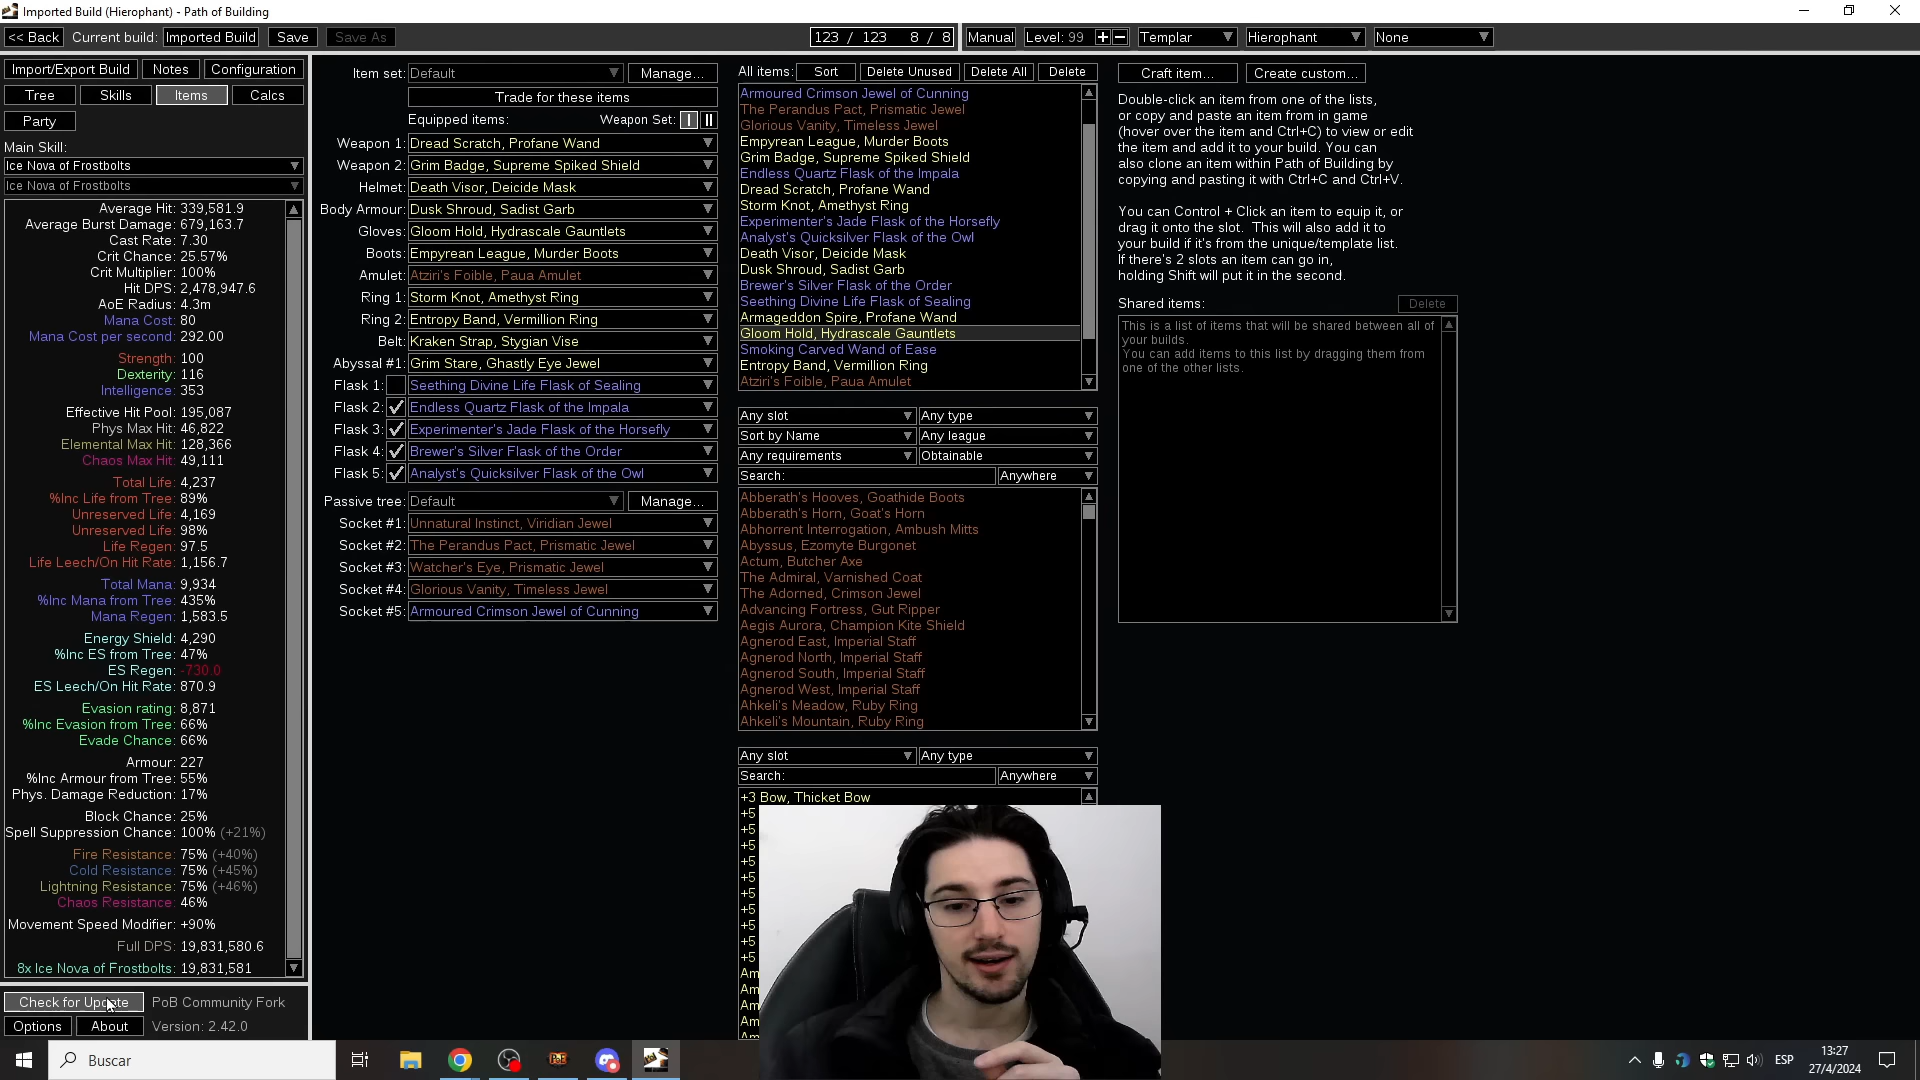 Imported Build (Hierophant) - Path of Building
<< Back Current build: Imported Build Save Save As 123 / 123 8 / 8 Manual Level: 99 Templar Hierophant None
Import/Export Build Notes Configuration
Tree Skills Items Calcs
Party
Main Skill:
Ice Nova of Frostbolts
Ice Nova of Frostbolts
Average Hit: 339,581.9
Average Burst Damage: 679,163.7
Cast Rate: 7.30
Crit Chance: 25.57%
Crit Multiplier: 100%
Hit DPS: 2,478,947.6
AoE Radius: 4.3m
Mana Cost: 80
Mana Cost per second: 292.00
Strength: 100
Dexterity: 116
Intelligence: 353
Effective Hit Pool: 195,087
Phys Max Hit: 46,822
Elemental Max Hit: 128,366
Chaos Max Hit: 49,111
Total Life: 4,237
%Inc Life from Tree: 89%
Unreserved Life: 4,169
Unreserved Life: 98%
Life Regen: 97.5
Life Leech/On Hit Rate: 1,156.7
Total Mana: 9,934
%Inc Mana from Tree: 435%
Mana Regen: 1,583.5
Energy Shield: 4,290
%Inc ES from Tree: 47%
ES Regen: -730.0
ES Leech/On Hit Rate: 870.9
Evasion rating: 8,871
%Inc Evasion from Tree: 66%
Evade Chance: 66%
Armour: 227
%Inc Armour from Tree: 55%
Phys. Damage Reduction: 17%
Block Chance: 25%
Spell Suppression Chance: 100% (+21%)
Fire Resistance: 75% (+40%)
Cold Resistance: 75% (+45%)
Lightning Resistance: 75% (+46%)
Chaos Resistance: 46%
Movement Speed Modifier: +90%
Full DPS: 19,831,580.6
8x Ice Nova of Frostbolts: 19,831,581
Check for Update PoB Community Fork
Options About Version: 2.42.0
Item set: Default Manage...
Trade for these items
Equipped items: Weapon Set: I II
Weapon 1: Dread Scratch, Profane Wand
Weapon 2: Grim Badge, Supreme Spiked Shield
Helmet: Death Visor, Deicide Mask
Body Armour: Dusk Shroud, Sadist Garb
Gloves: Gloom Hold, Hydrascale Gauntlets
Boots: Empyrean League, Murder Boots
Amulet: Atziri's Foible, Paua Amulet
Ring 1: Storm Knot, Amethyst Ring
Ring 2: Entropy Band, Vermillion Ring
Belt: Kraken Strap, Stygian Vise
Abyssal #1: Grim Stare, Ghastly Eye Jewel
Flask 1: Seething Divine Life Flask of Sealing
Flask 2: Endless Quartz Flask of the Impala
Flask 3: Experimenter's Jade Flask of the Horsefly
Flask 4: Brewer's Silver Flask of the Order
Flask 5: Analyst's Quicksilver Flask of the Owl
Passive tree: Default Manage...
Socket #1: Unnatural Instinct, Viridian Jewel
Socket #2: The Perandus Pact, Prismatic Jewel
Socket #3: Watcher's Eye, Prismatic Jewel
Socket #4: Glorious Vanity, Timeless Jewel
Socket #5: Armoured Crimson Jewel of Cunning
All items: Sort Delete Unused Delete All Delete
Armoured Crimson Jewel of Cunning
The Perandus Pact, Prismatic Jewel
Glorious Vanity, Timeless Jewel
Empyrean League, Murder Boots
Grim Badge, Supreme Spiked Shield
Endless Quartz Flask of the Impala
Dread Scratch, Profane Wand
Storm Knot, Amethyst Ring
Experimenter's Jade Flask of the Horsefly
Analyst's Quicksilver Flask of the Owl
Death Visor, Deicide Mask
Dusk Shroud, Sadist Garb
Brewer's Silver Flask of the Order
Seething Divine Life Flask of Sealing
Armageddon Spire, Profane Wand
Gloom Hold, Hydrascale Gauntlets
Smoking Carved Wand of Ease
Entropy Band, Vermillion Ring
Atziri's Foible, Paua Amulet
Any slot Any type
Sort by Name Any league
Any requirements Obtainable
Search: Anywhere
Abberath's Hooves, Goathide Boots
Abberath's Horn, Goat's Horn
Abhorrent Interrogation, Ambush Mitts
Abyssus, Ezomyte Burgonet
Actum, Butcher Axe
The Admiral, Varnished Coat
The Adorned, Crimson Jewel
Advancing Fortress, Gut Ripper
Aegis Aurora, Champion Kite Shield
Agnerod East, Imperial Staff
Agnerod North, Imperial Staff
Agnerod South, Imperial Staff
Agnerod West, Imperial Staff
Ahkeli's Meadow, Ruby Ring
Ahkeli's Mountain, Ruby Ring
Any slot Any type
Search: Anywhere
+3 Bow, Thicket Bow
+5
+5
+5
+5
+5
+5
+5
+5
+5
+5
Am
Am
Am
Am
Craft item... Create custom...
Double-click an item from one of the lists,
or copy and paste an item from in game
(hover over the item and Ctrl+C) to view or edit
the item and add it to your build. You can
also clone an item within Path of Building by
copying and pasting it with Ctrl+C and Ctrl+V.
You can Control + Click an item to equip it, or
drag it onto the slot. This will also add it to
your build if it's from the unique/template list.
If there's 2 slots an item can go in,
holding Shift will put it in the second.
Shared items: Delete
This is a list of items that will be shared between all of
your builds.
You can add items to this list by dragging them from
one of the other lists.
Buscar
ESP
13:27
27/4/2024